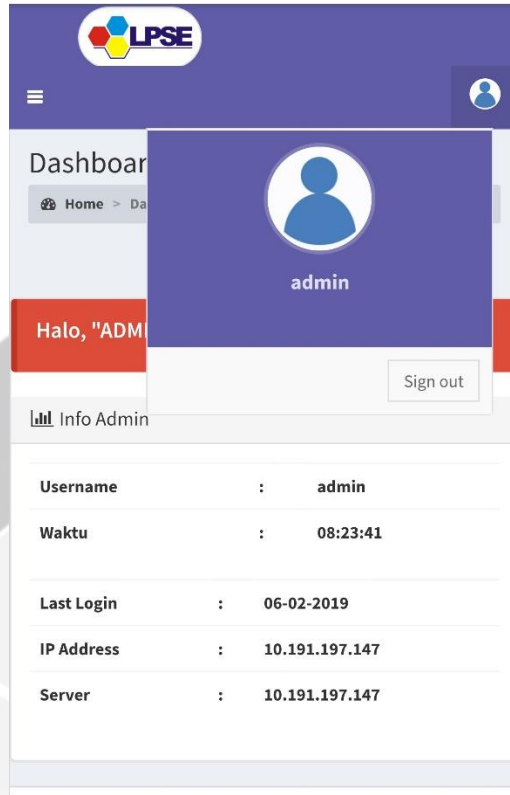 LPSE
Dashboar
Home > Da
admin
Halo, "ADM
Sign out
Info Admin
Username : admin
Waktu : 08:23:41
Last Login : 06-02-2019
IP Address : 10.191.197.147
Server : 10.191.197.147